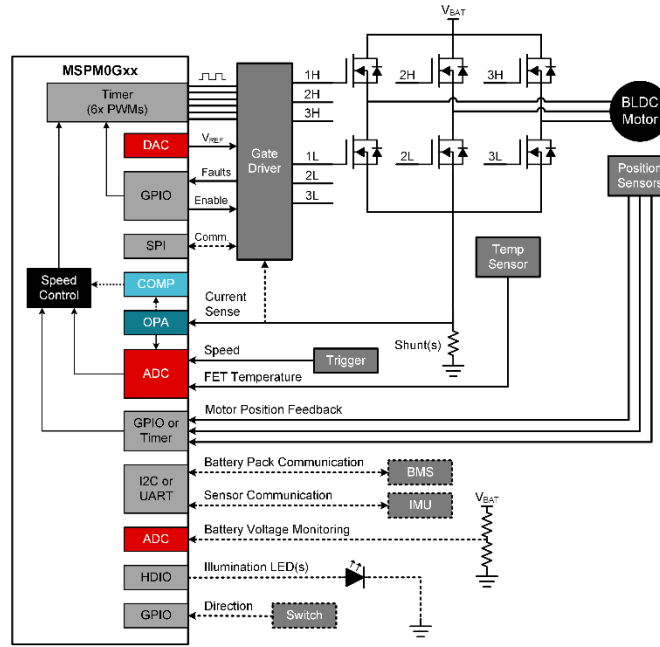 V_BAT
MSPM0Gxx
Timer
(6x PWMs)
1H
2H
3H
2H
3H
BLDC
Motor
DAC
V_REF
Gate
Driver
Faults
GPIO
Enable
1L
2L
3L
2L
3L
Position
Sensors
SPI
Comm.
Temp
Sensor
Speed
Control
COMP
OPA
Current
Sense
Shunt(s)
ADC
Speed
Trigger
FET Temperature
GPIO or
Timer
Motor Position Feedback
I2C or
UART
Battery Pack Communication
BMS
Sensor Communication
IMU
V_BAT
ADC
Battery Voltage Monitoring
HDIO
Illumination LED(s)
GPIO
Direction
Switch